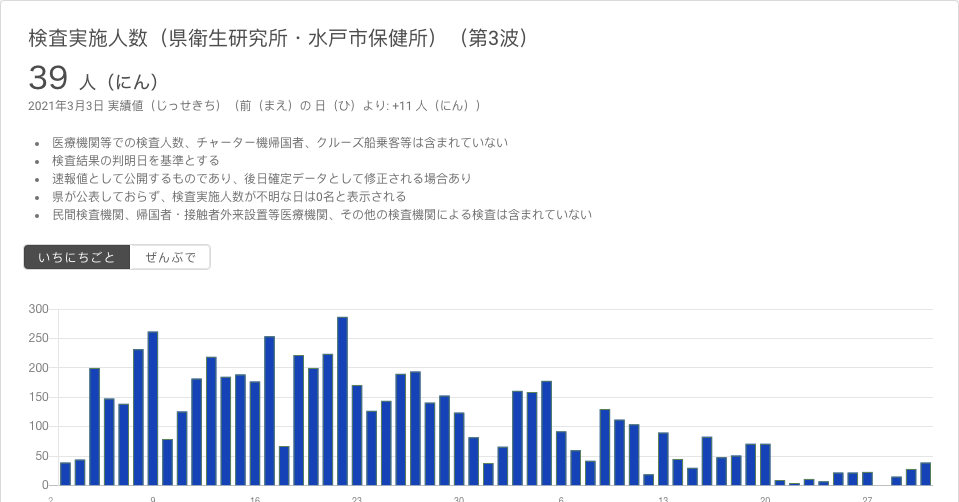 検査実施人数（県衛生研究所・水戸市保健所）（第3波）
39 人（にん）
2021年3月3日 実績値（じっせきち）（前（まえ）の 日（ひ）より: +11 人（にん））
• 医療機関等での検査人数、チャーター機帰国者、クルーズ船乗客等は含まれていない
• 検査結果の判明日を基準とする
• 速報値として公開するものであり、後日確定データとして修正される場合あり
• 県が公表しておらず、検査実施人数が不明な日は0名と表示される
• 民間検査機関、帰国者・接触者外来設置等医療機関、その他の検査機関による検査は含まれていない
いちにちごと ぜんぶで
300
250
200
150
100
50
0
2 9 16 23 30 6 13 20 27